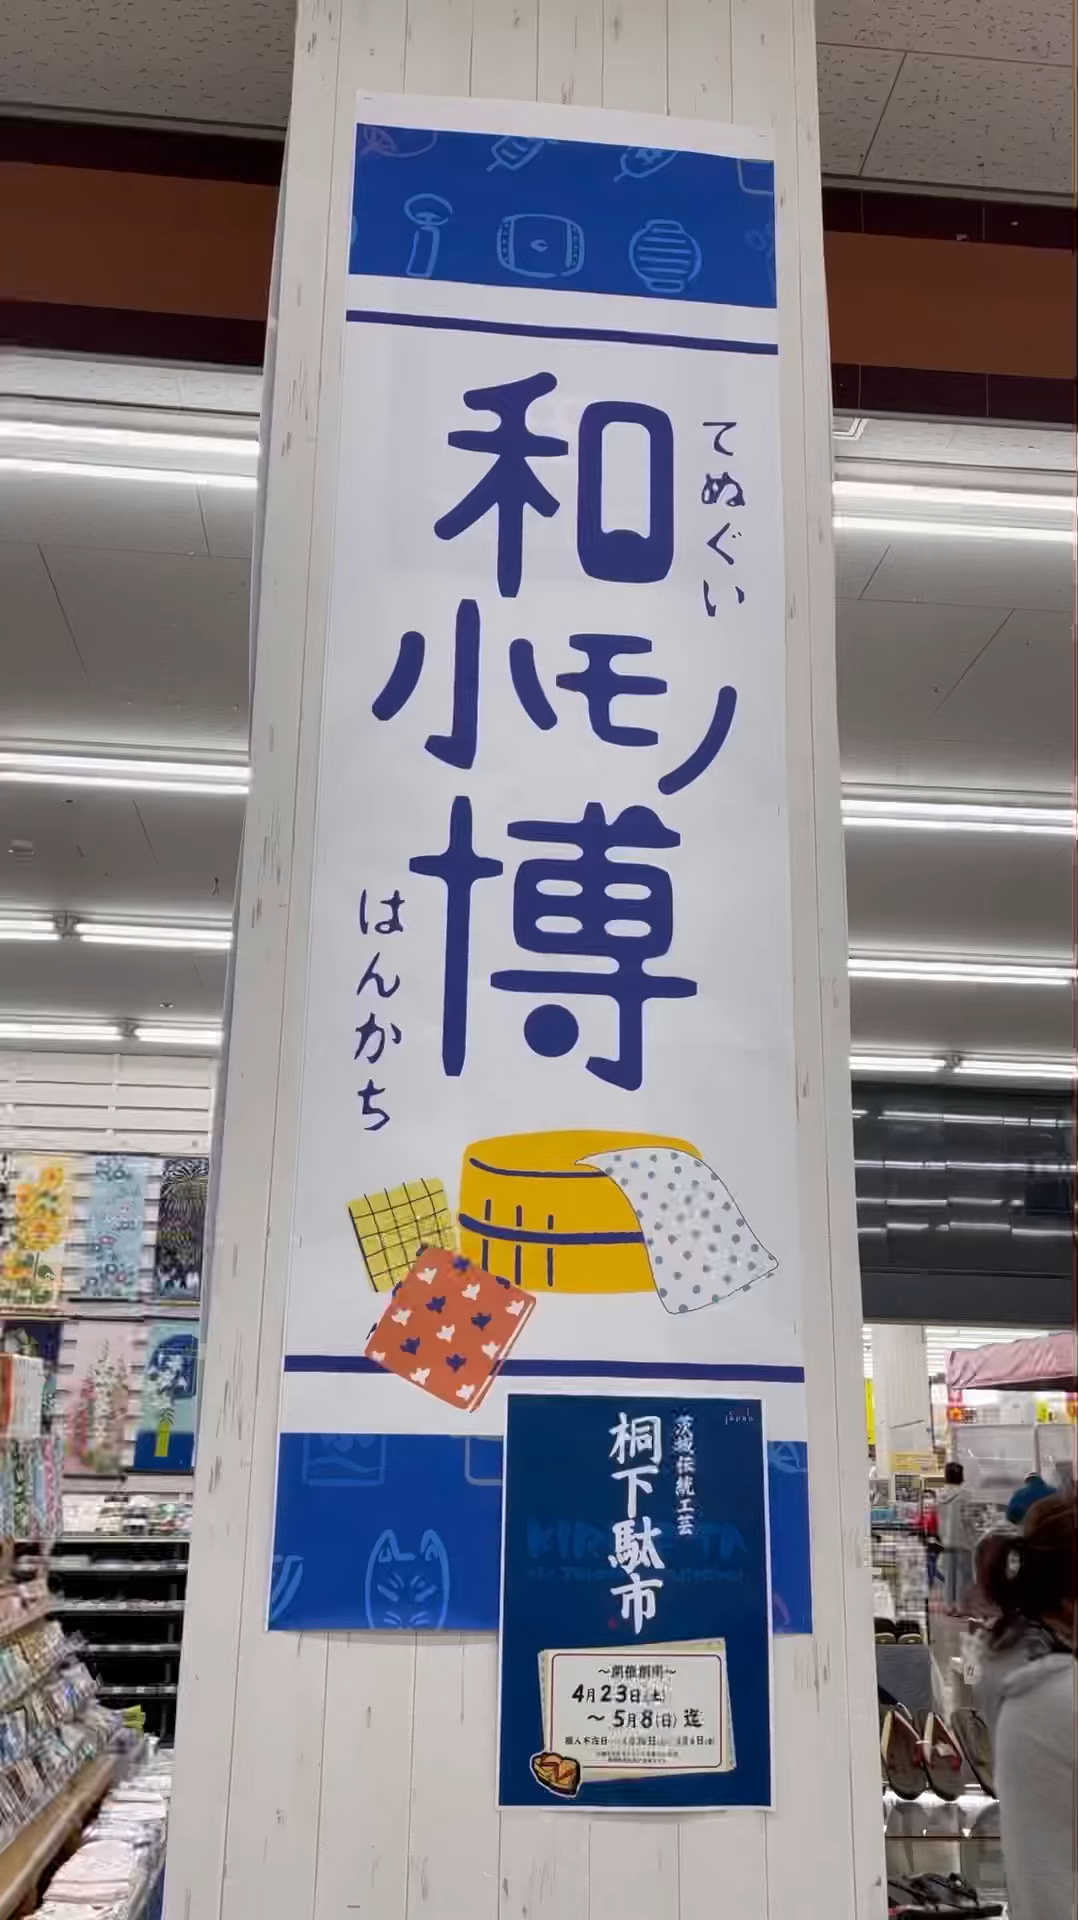 和
小モノ
博
てぬぐい
はんかち
japan
茨城伝統工芸
桐下駄市
～開催期間～
4月23日(土)
～5月8(日)迄